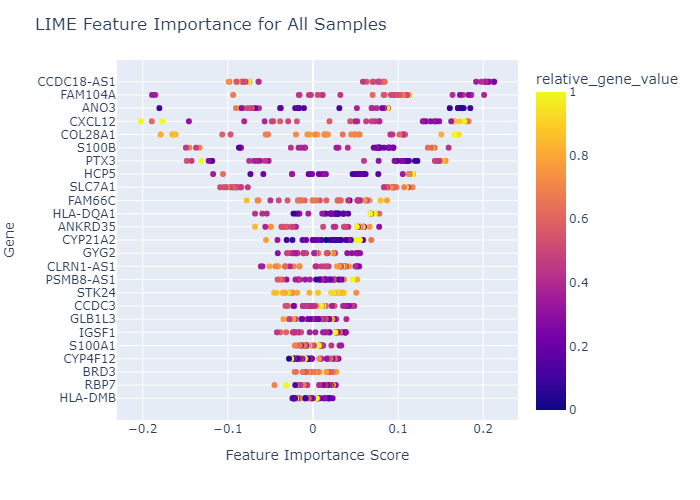 LIME Feature Importance for All Samples
relative_gene_value
Gene
CCDC18-AS1
FAM104A
ANO3
CXCL12
COL28A1
S100B
PTX3
HCP5
SLC7A1
FAM66C
HLA-DQA1
ANKRD35
CYP21A2
GYG2
CLRN1-AS1
PSMB8-AS1
STK24
CCDC3
GLB1L3
IGSF1
S100A1
CYP4F12
BRD3
RBP7
HLA-DMB
−0.2
−0.1
0
0.1
0.2
Feature Importance Score
1
0.8
0.6
0.4
0.2
0